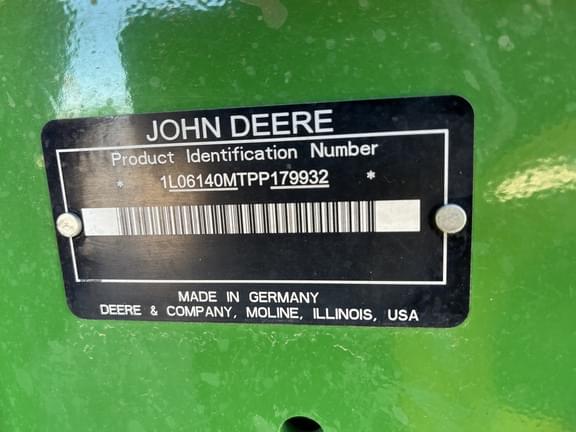 JOHN DEERE
Product Identification Number
* 1L06140MTPP179932 *
MADE IN GERMANY
DEERE & COMPANY, MOLINE, ILLINOIS, USA